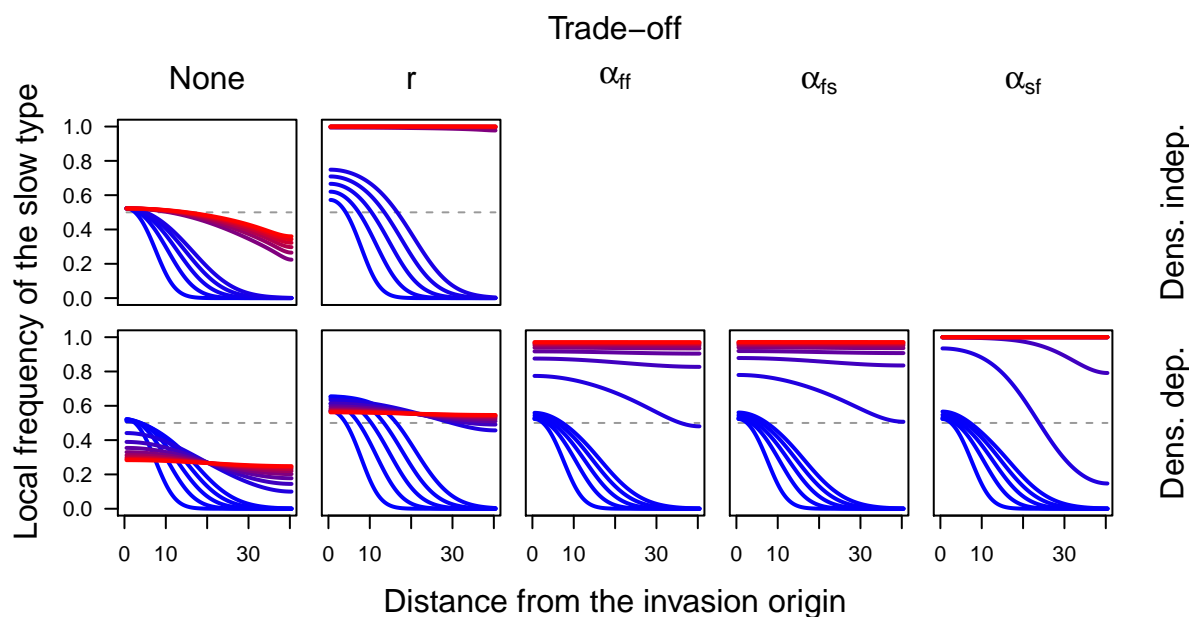 Trade−off
None r αff αfs αsf
Local frequency of the slow type
1.0
0.8
0.6
0.4
0.2
0.0
Dens. indep.
1.0
0.8
0.6
0.4
0.2
0.0
Dens. dep.
0 10 30 0 10 30 0 10 30 0 10 30 0 10 30
Distance from the invasion origin